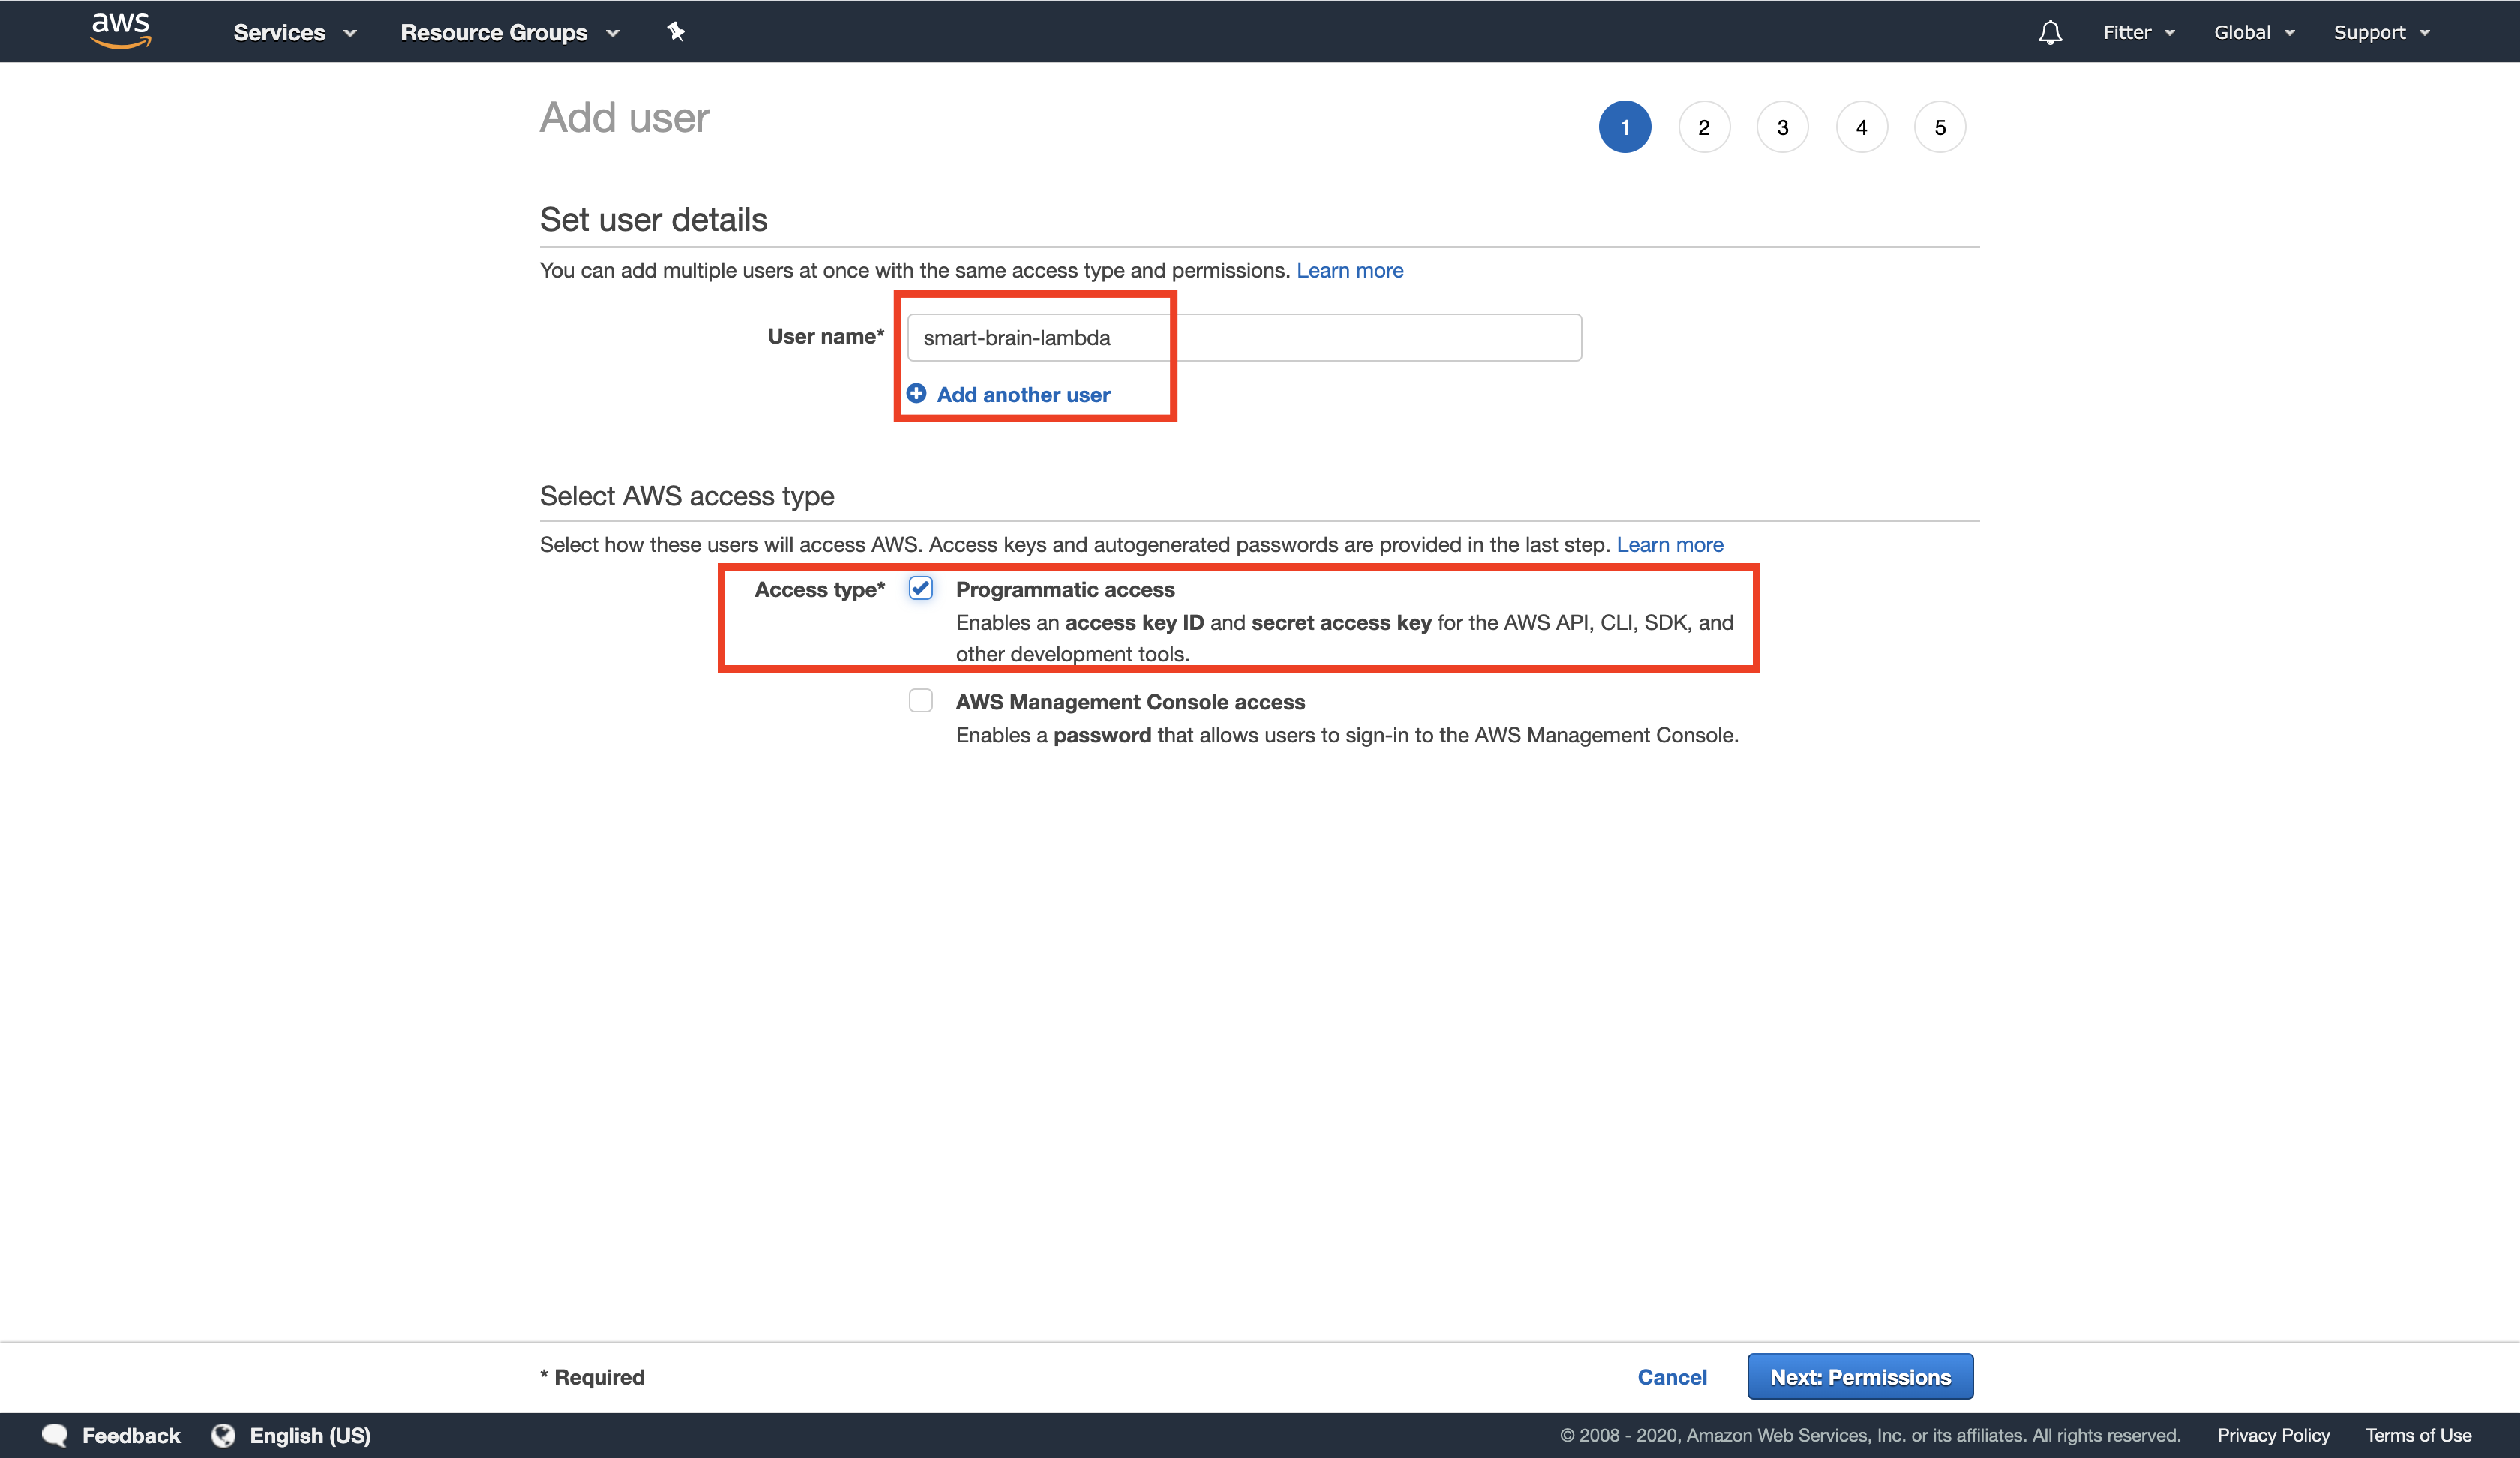 aws Services Resource Groups Fitter Global Support
Add user
1 2 3 4 5
Set user details
You can add multiple users at once with the same access type and permissions. Learn more
User name* smart-brain-lambda
Add another user
Select AWS access type
Select how these users will access AWS. Access keys and autogenerated passwords are provided in the last step. Learn more
Access type* Programmatic access
Enables an access key ID and secret access key for the AWS API, CLI, SDK, and
other development tools.
AWS Management Console access
Enables a password that allows users to sign-in to the AWS Management Console.
* Required Cancel Next: Permissions
Feedback English (US) © 2008 - 2020, Amazon Web Services, Inc. or its affiliates. All rights reserved. Privacy Policy Terms of Use